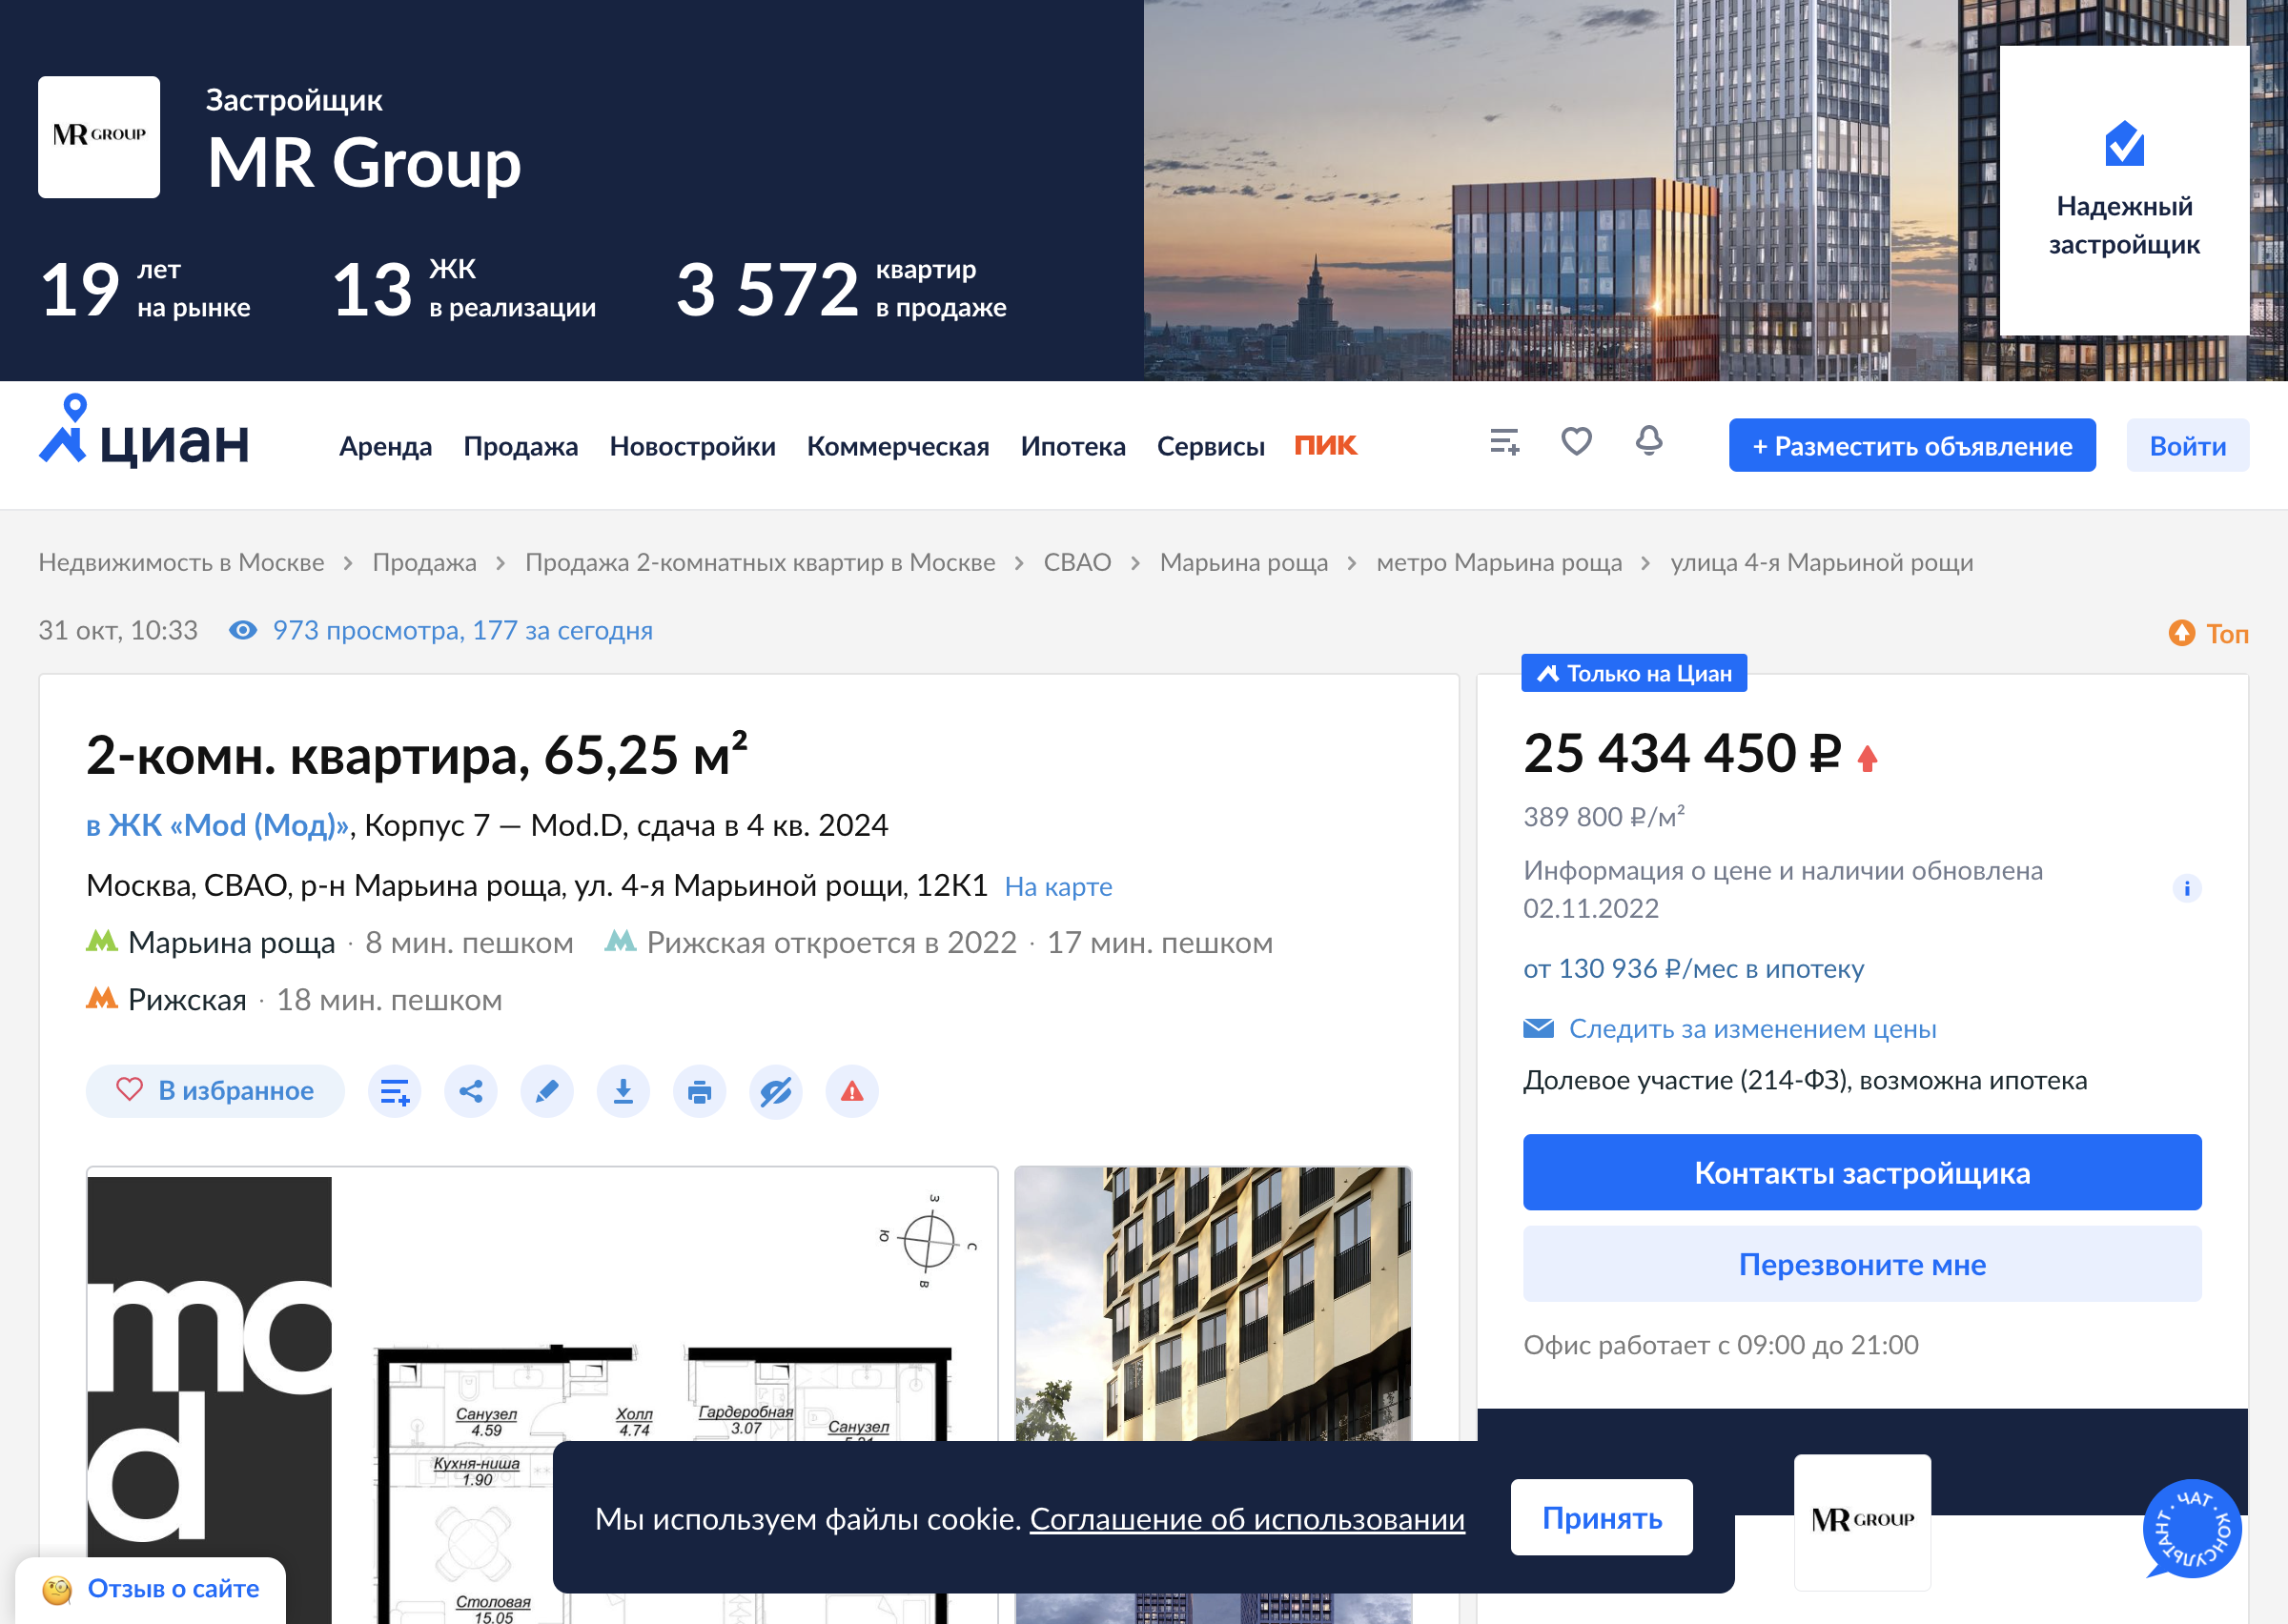 MR GROUP
Застройщик
MR Group
19 лет на рынке
13 ЖК в реализации
3 572 квартир в продаже
Надежный застройщик
циан
Аренда Продажа Новостройки Коммерческая Ипотека Сервисы ПИК
+ Разместить объявление
Войти
Недвижимость в Москве > Продажа > Продажа 2-комнатных квартир в Москве > СВАО > Марьина роща > метро Марьина роща > улица 4-я Марьиной рощи
31 окт, 10:33 973 просмотра, 177 за сегодня
Топ
2-комн. квартира, 65,25 м²
в ЖК «Mod (Мод)», Корпус 7 — Mod.D, сдача в 4 кв. 2024
Москва, СВАО, р-н Марьина роща, ул. 4-я Марьиной рощи, 12К1 На карте
Марьина роща · 8 мин. пешком Рижская откроется в 2022 · 17 мин. пешком
Рижская · 18 мин. пешком
В избранное
mod
З
Ю
С
В
Санузел
4.59
Холл
4.74
Гардеробная
3.07
Санузел
Кухня-ниша
1.90
Столовая
15.05
Только на Циан
25 434 450 ₽
389 800 ₽/м²
Информация о цене и наличии обновлена
02.11.2022
от 130 936 ₽/мес в ипотеку
Следить за изменением цены
Долевое участие (214-ФЗ), возможна ипотека
Контакты застройщика
Перезвоните мне
Офис работает с 09:00 до 21:00
MR GROUP
Мы используем файлы cookie. Соглашение об использовании
Принять
Отзыв о сайте
ЧАТ · КОНСУЛЬТАНТ ·